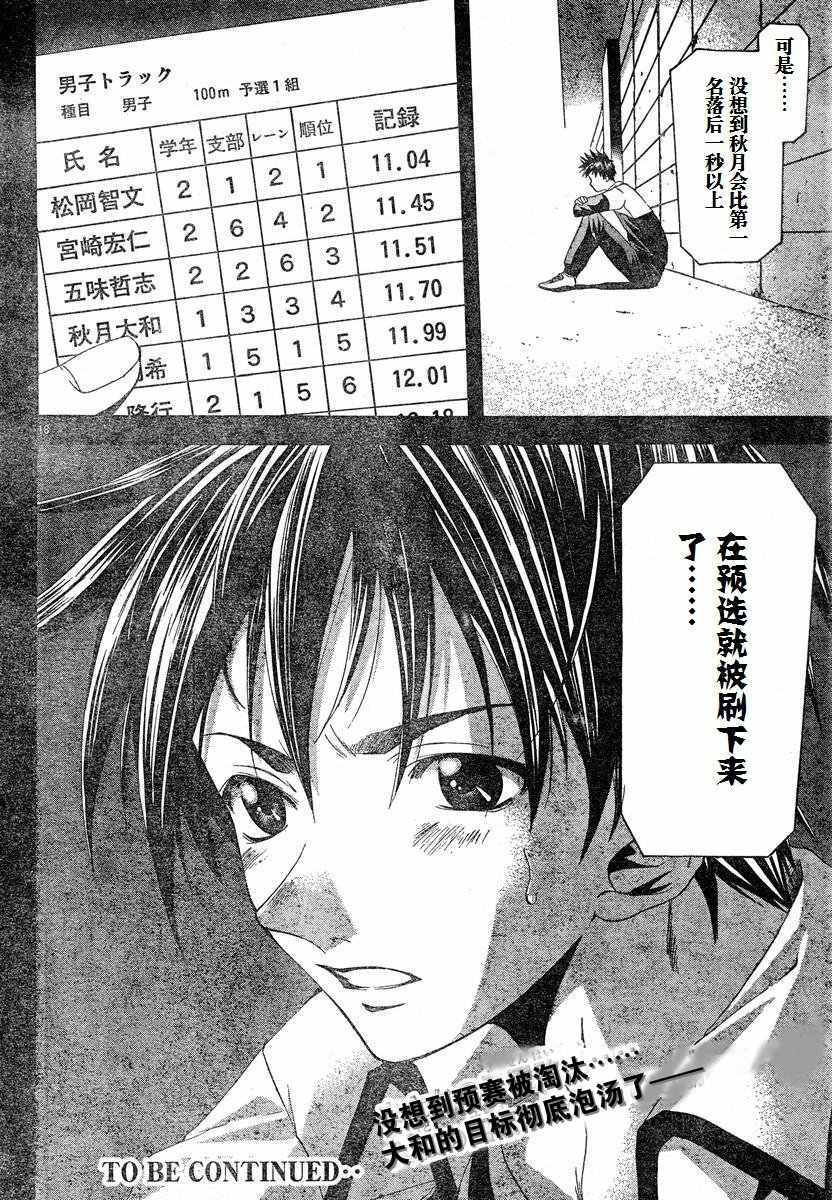 可是……
没想到秋月会比第一
名落后一秒以上
男子トラック
種目 男子 100m 予選1組
氏名 学年 支部 レーン 順位 記録
松岡智文 2 1 2 1 11.04
宮崎宏仁 2 6 4 2 11.45
五味哲志 2 2 6 3 11.51
秋月大和 1 3 3 4 11.70
希 1 5 1 5 11.99
隆行 2 1 5 6 12.01
在预选就被刷下来
了……
没想到预赛被淘汰……
大和的目标彻底泡汤了——
TO BE CONTINUED‥